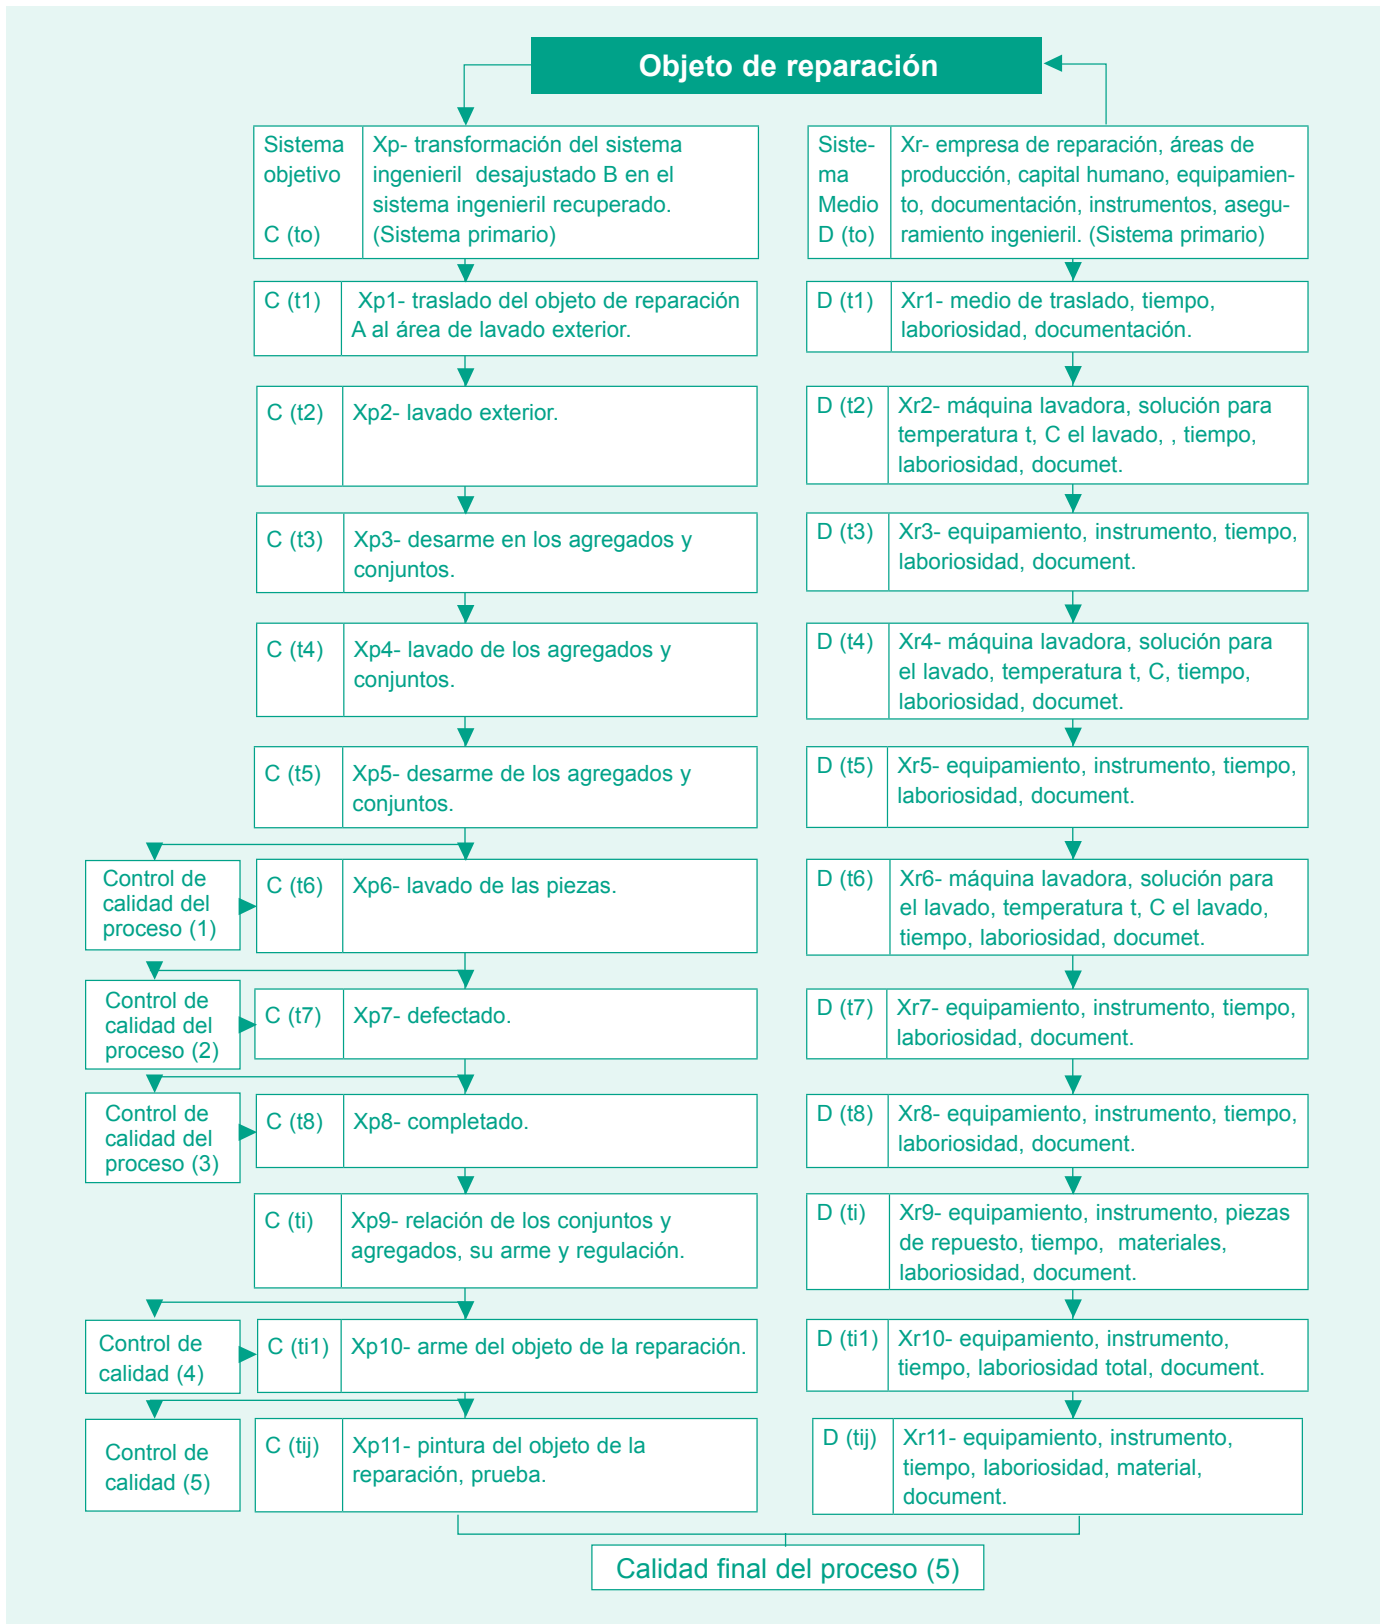 Objeto de reparación
Sistema
objetivo
C (to)
Xp- transformación del sistema
ingenieril desajustado B en el
sistema ingenieril recuperado.
(Sistema primario)
Siste-
ma
Medio
D (to)
Xr- empresa de reparación, áreas de
producción, capital humano, equipamien-
to, documentación, instrumentos, asegu-
ramiento ingenieril. (Sistema primario)
C (t1)
Xp1- traslado del objeto de reparación
A al área de lavado exterior.
D (t1)
Xr1- medio de traslado, tiempo,
laboriosidad, documentación.
C (t2)
Xp2- lavado exterior.
D (t2)
Xr2- máquina lavadora, solución para
temperatura t, C el lavado, , tiempo,
laboriosidad, documet.
C (t3)
Xp3- desarme en los agregados y
conjuntos.
D (t3)
Xr3- equipamiento, instrumento, tiempo,
laboriosidad, document.
C (t4)
Xp4- lavado de los agregados y
conjuntos.
D (t4)
Xr4- máquina lavadora, solución para
el lavado, temperatura t, C, tiempo,
laboriosidad, documet.
C (t5)
Xp5- desarme de los agregados y
conjuntos.
D (t5)
Xr5- equipamiento, instrumento, tiempo,
laboriosidad, document.
Control de
calidad del
proceso (1)
C (t6)
Xp6- lavado de las piezas.
D (t6)
Xr6- máquina lavadora, solución para
el lavado, temperatura t, C el lavado,
tiempo, laboriosidad, documet.
Control de
calidad del
proceso (2)
C (t7)
Xp7- defectado.
D (t7)
Xr7- equipamiento, instrumento, tiempo,
laboriosidad, document.
Control de
calidad del
proceso (3)
C (t8)
Xp8- completado.
D (t8)
Xr8- equipamiento, instrumento, tiempo,
laboriosidad, document.
C (ti)
Xp9- relación de los conjuntos y
agregados, su arme y regulación.
D (ti)
Xr9- equipamiento, instrumento, piezas
de repuesto, tiempo, materiales,
laboriosidad, document.
Control de
calidad (4)
C (ti1)
Xp10- arme del objeto de la reparación.
D (ti1)
Xr10- equipamiento, instrumento,
tiempo, laboriosidad total, document.
Control de
calidad (5)
C (tij)
Xp11- pintura del objeto de la
reparación, prueba.
D (tij)
Xr11- equipamiento, instrumento,
tiempo, laboriosidad, material,
document.
Calidad final del proceso (5)